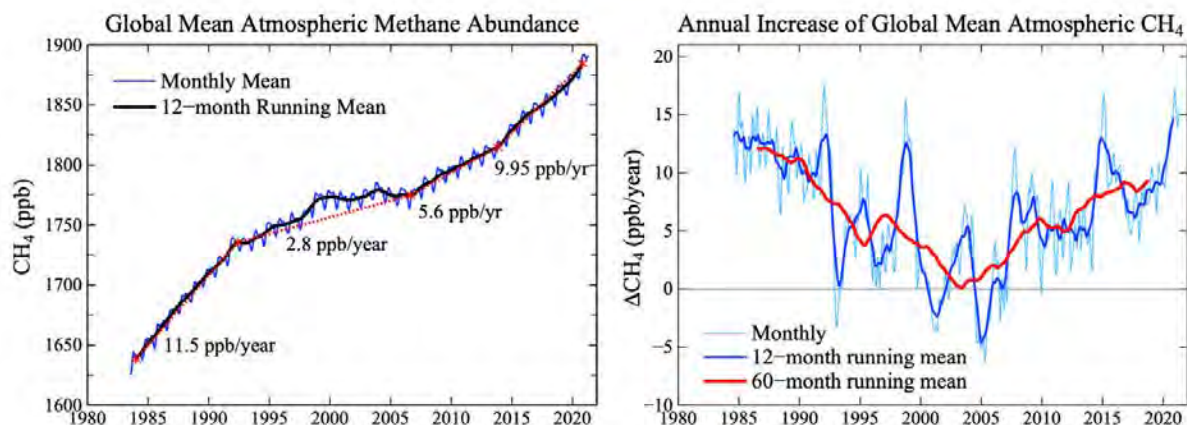 Global Mean Atmospheric Methane Abundance
CH₄ (ppb)
1900
1850
1800
1750
1700
1650
1600
Monthly Mean
12−month Running Mean
9.95 ppb/yr
5.6 ppb/yr
2.8 ppb/year
11.5 ppb/year
1980 1985 1990 1995 2000 2005 2010 2015 2020
Annual Increase of Global Mean Atmospheric CH₄
ΔCH₄ (ppb/year)
20
15
10
5
0
−5
−10
Monthly
12−month running mean
60−month running mean
1980 1985 1990 1995 2000 2005 2010 2015 2020